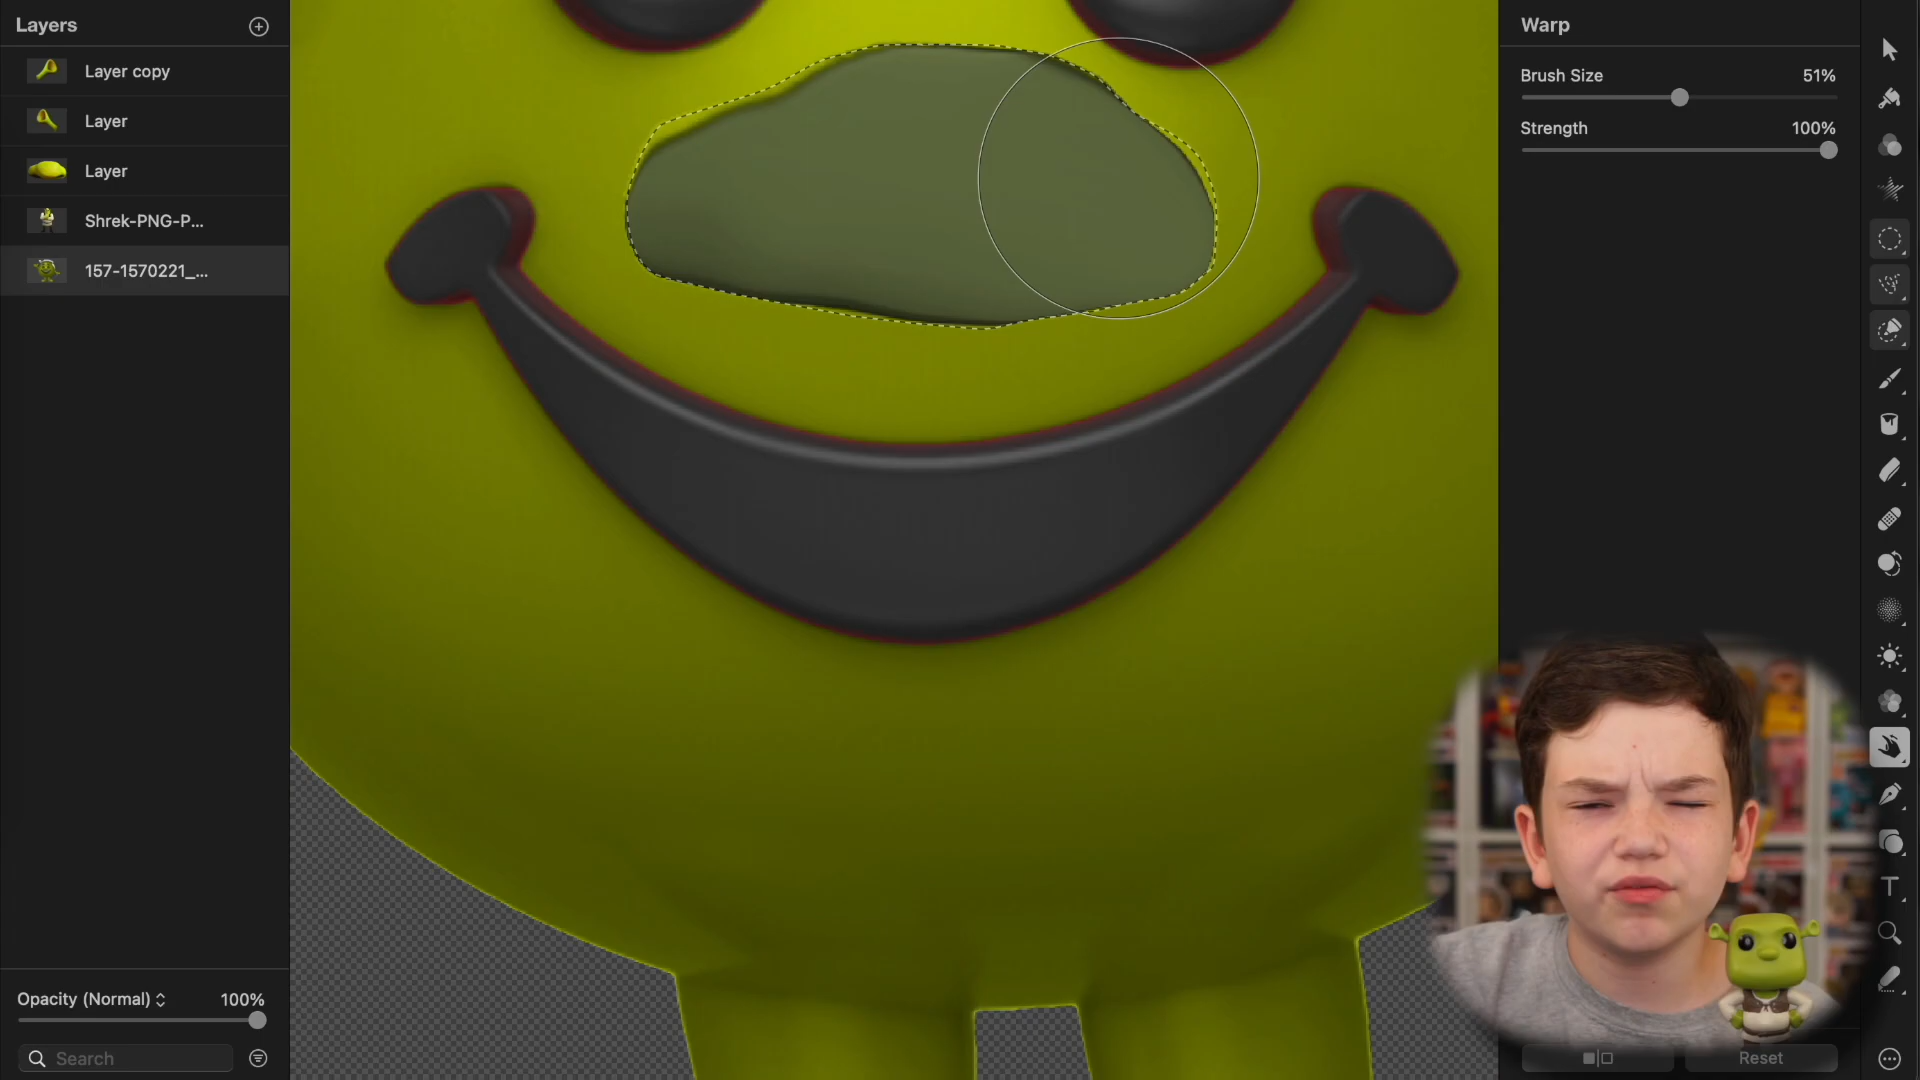 Layers
Layer copy
Layer
Layer
Shrek-PNG-P...
157-1570221_...
Opacity (Normal) 100%
Search
Warp
Brush Size 51%
Strength 100%
T
Reset